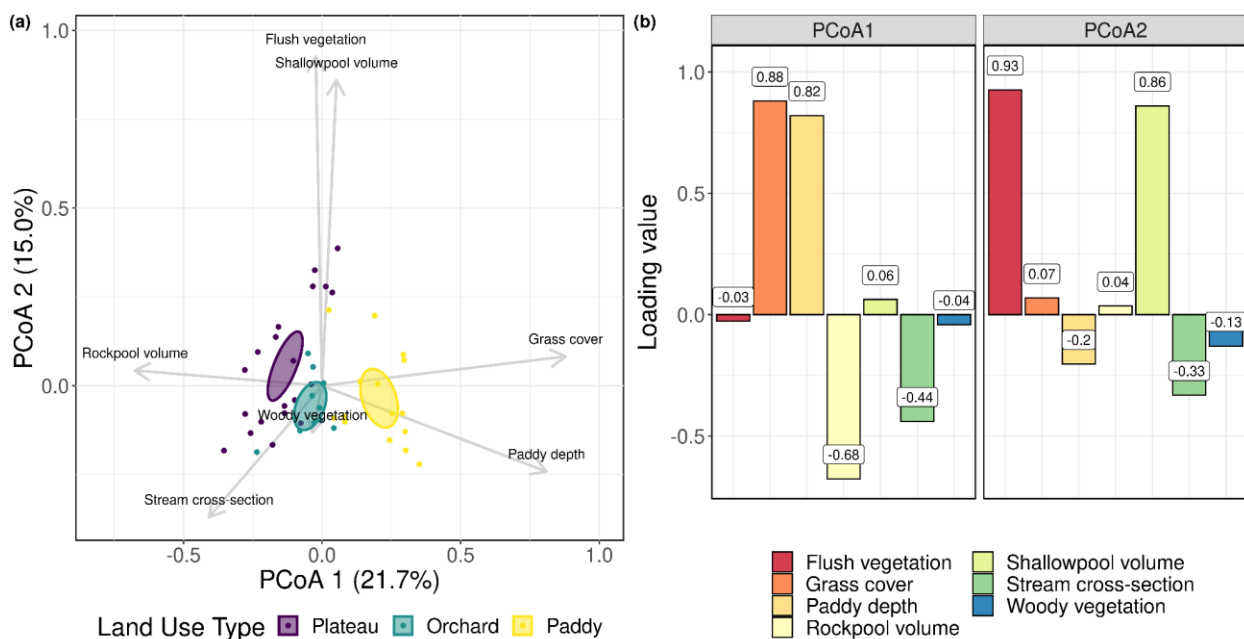 (a)
Flush vegetation
Shallowpool volume
Grass cover
Rockpool volume
Woody vegetation
Paddy depth
Stream cross-section
1.0
0.5
0.0
-0.5
0.0
0.5
1.0
PCoA 2 (15.0%)
PCoA 1 (21.7%)
Land Use Type
Plateau
Orchard
Paddy
(b)
PCoA1
PCoA2
Loading value
1.0
0.5
0.0
-0.5
-0.03
0.88
0.82
-0.68
0.06
-0.44
-0.04
0.93
0.07
-0.2
0.04
0.86
-0.33
-0.13
Flush vegetation
Grass cover
Paddy depth
Rockpool volume
Shallowpool volume
Stream cross-section
Woody vegetation